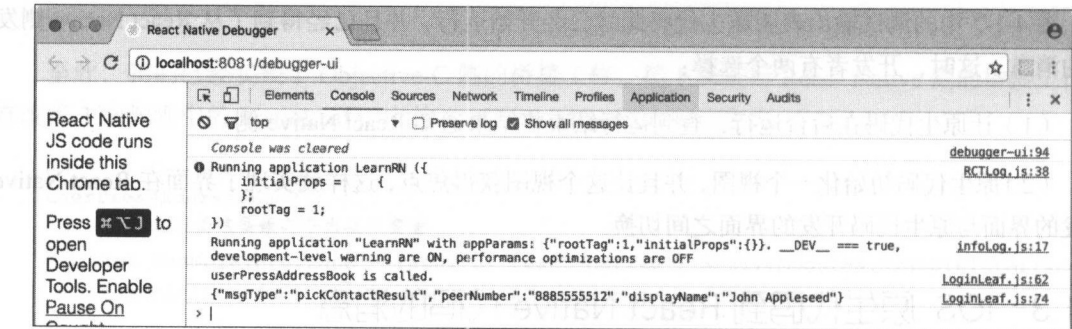 React Native Debugger
localhost:8081/debugger-ui
React Native
JS code runs
inside this
Chrome tab.
Press ⌘⌥J to
open
Developer
Tools. Enable
Pause On
Caught
Elements Console Sources Network Timeline Profiles Application Security Audits
top Preserve log Show all messages
Console was cleared debugger-ui:94
Running application LearnRN ({ RCTLog.js:38
initialProps = {
};
rootTag = 1;
})
Running application "LearnRN" with appParams: {"rootTag":1,"initialProps":{}}. __DEV__ === true, infoLog.js:17
development-level warning are ON, performance optimizations are OFF
userPressAddressBook is called. LoginLeaf.js:62
{"msgType":"pickContactResult","peerNumber":"8885555512","displayName":"John Appleseed"} LoginLeaf.js:74
>